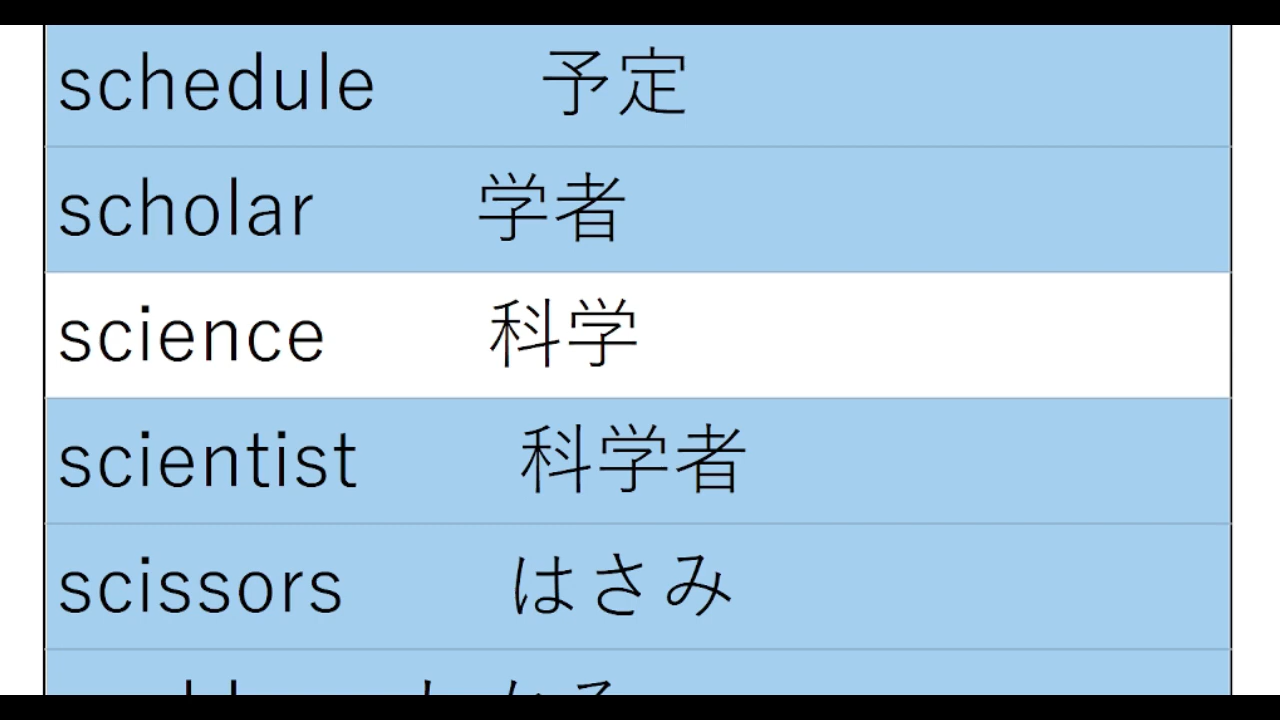 schedule 予定
scholar 学者
science 科学
scientist 科学者
scissors はさみ